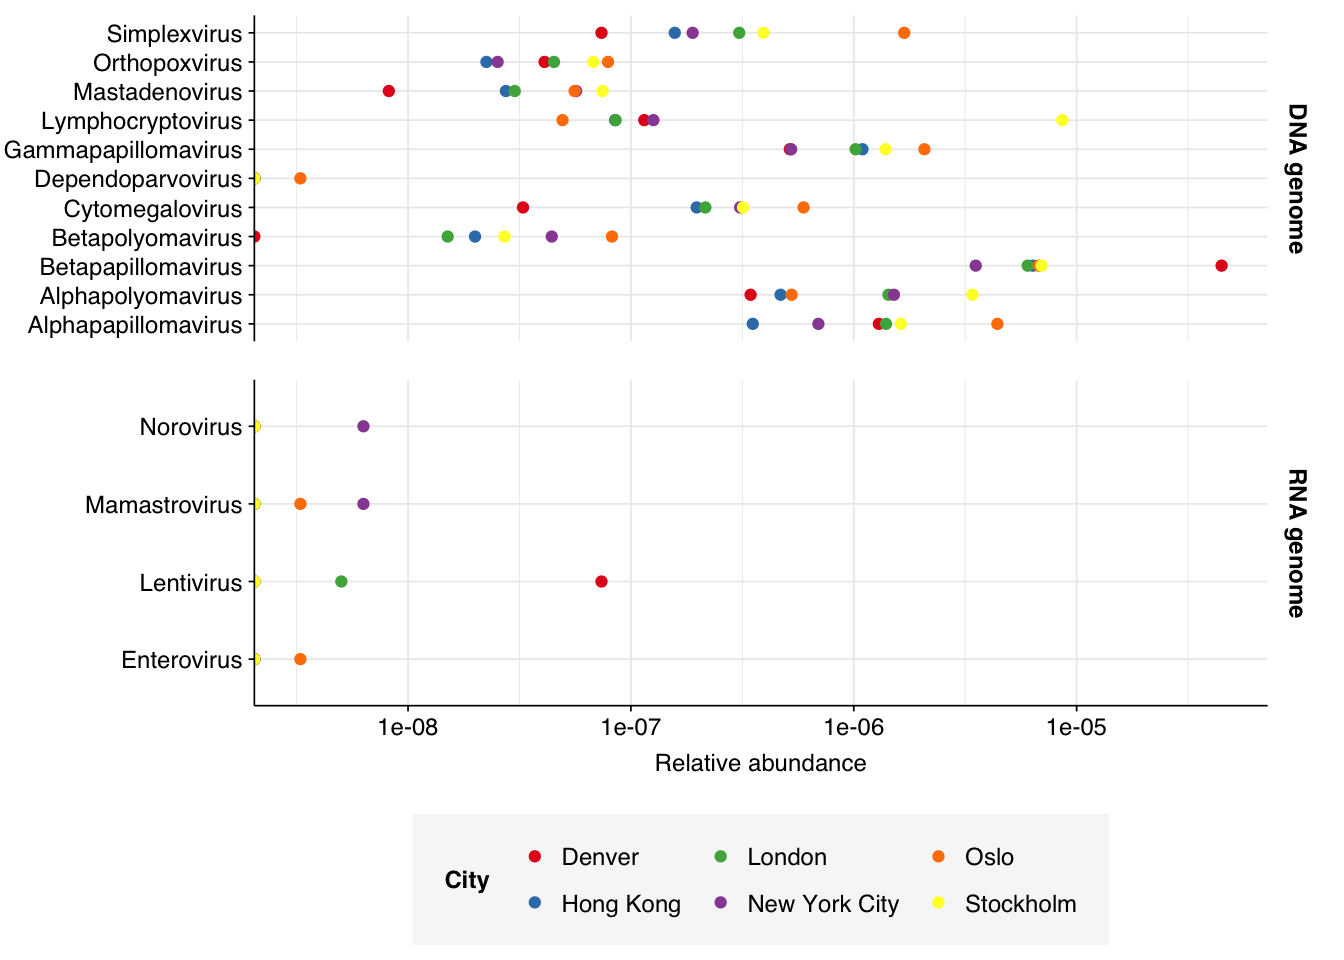 Simplexvirus
Orthopoxvirus
Mastadenovirus
Lymphocryptovirus
Gammapapillomavirus
Dependoparvovirus
Cytomegalovirus
Betapolyomavirus
Betapapillomavirus
Alphapolyomavirus
Alphapapillomavirus
DNA genome
Norovirus
Mamastrovirus
Lentivirus
Enterovirus
RNA genome
1e-08 1e-07 1e-06 1e-05
Relative abundance
City
Denver London Oslo
Hong Kong New York City Stockholm